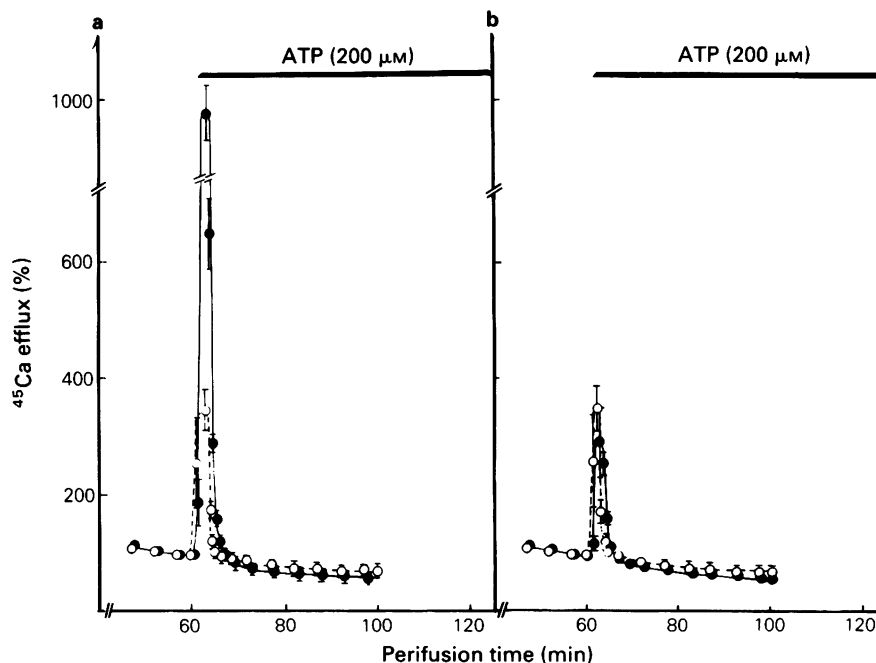 a
b
ATP (200 μM)
ATP (200 μM)
1000
600
400
200
⁴⁵Ca efflux (%)
60 80 100 120
60 80 100 120
Perifusion time (min)